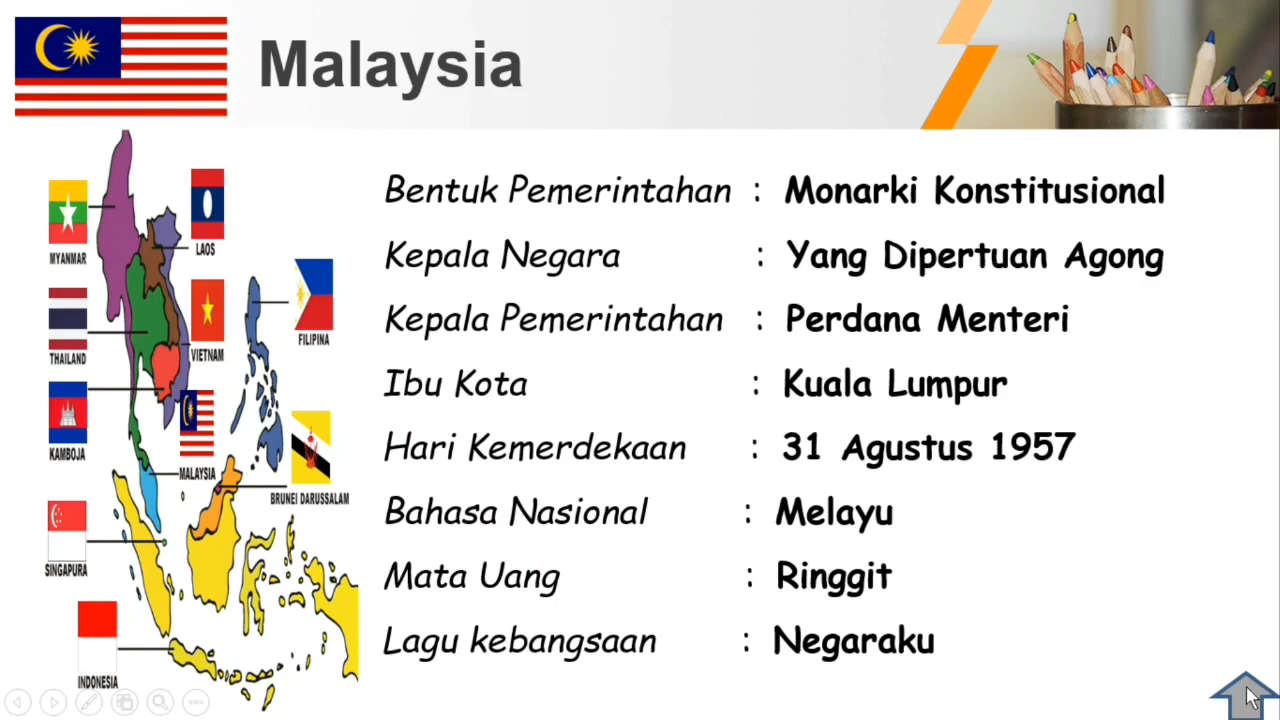 Malaysia
MYANMAR
LAOS
THAILAND
VIETNAM
FILIPINA
KAMBOJA
MALAYSIA
BRUNEI DARUSSALAM
SINGAPURA
INDONESIA
Bentuk Pemerintahan : Monarki Konstitusional
Kepala Negara : Yang Dipertuan Agong
Kepala Pemerintahan : Perdana Menteri
Ibu Kota : Kuala Lumpur
Hari Kemerdekaan : 31 Agustus 1957
Bahasa Nasional : Melayu
Mata Uang : Ringgit
Lagu kebangsaan : Negaraku